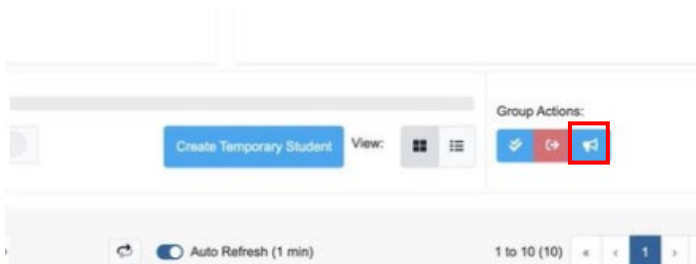 Group Actions:
Create Temporary Student View:
Auto Refresh (1 min) 1 to 10 (10) « ‹ 1 ›